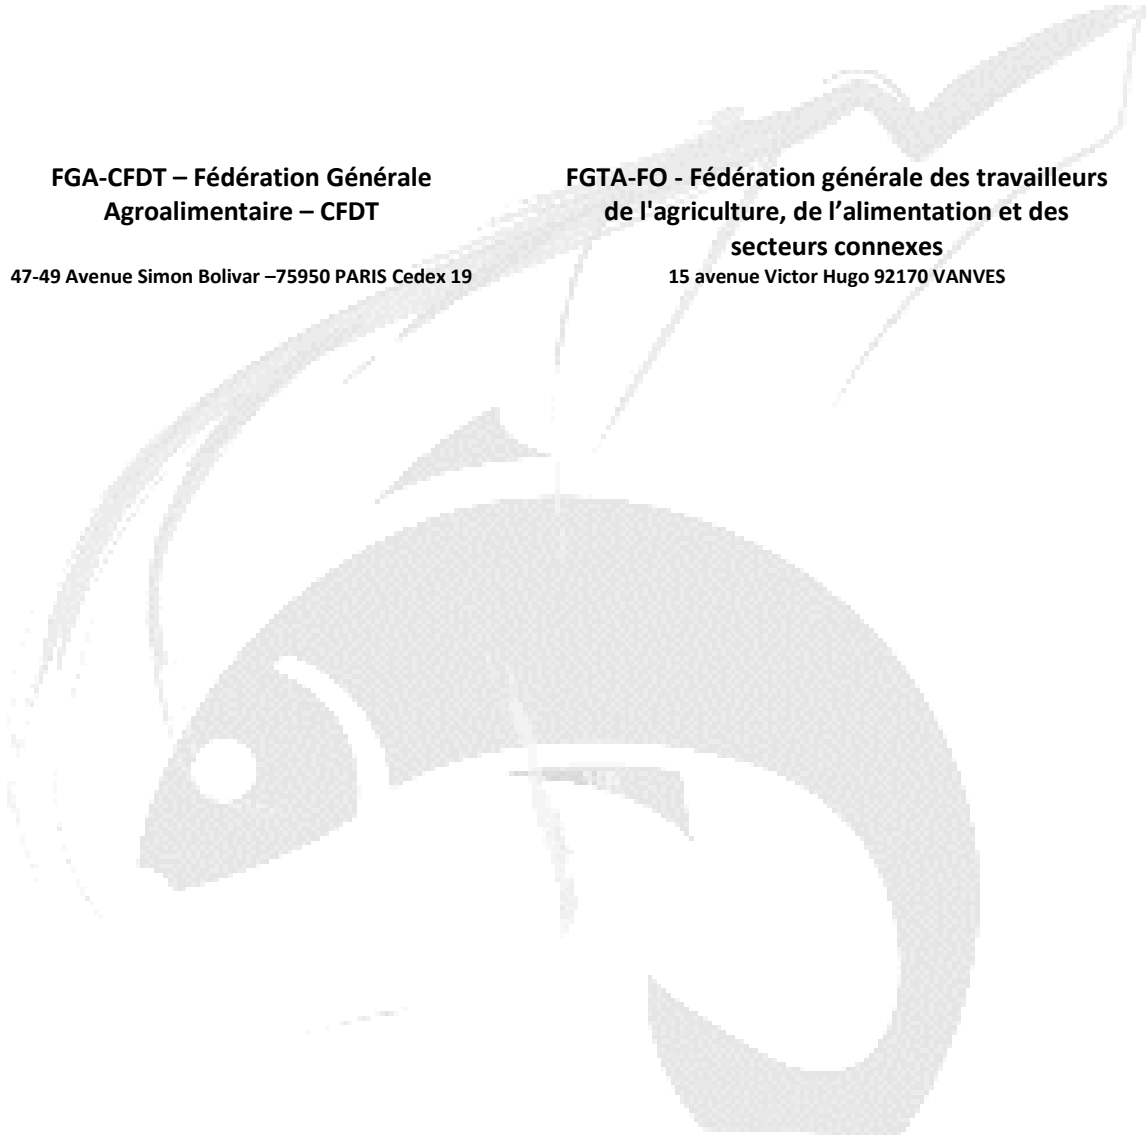 FGA-CFDT – Fédération Générale
Agroalimentaire – CFDT
47-49 Avenue Simon Bolivar –75950 PARIS Cedex 19
FGTA-FO - Fédération générale des travailleurs
de l'agriculture, de l’alimentation et des
secteurs connexes
15 avenue Victor Hugo 92170 VANVES